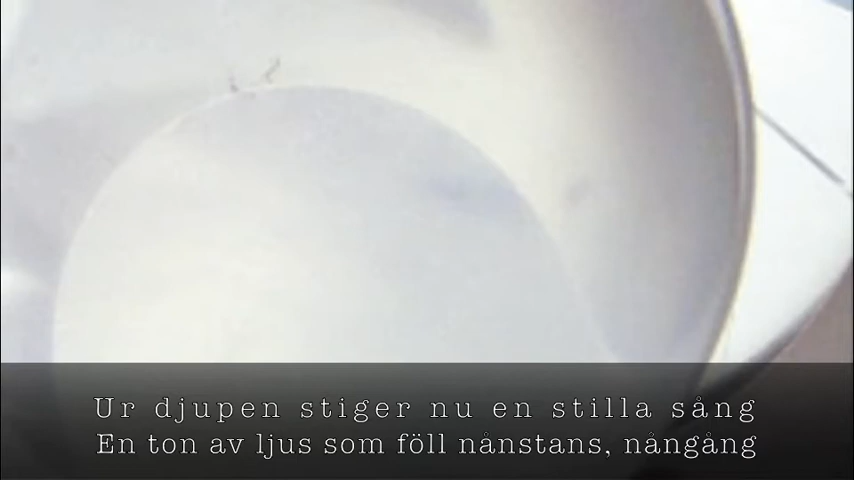 Ur djupen stiger nu en stilla sång
En ton av ljus som föll nånstans, nångång